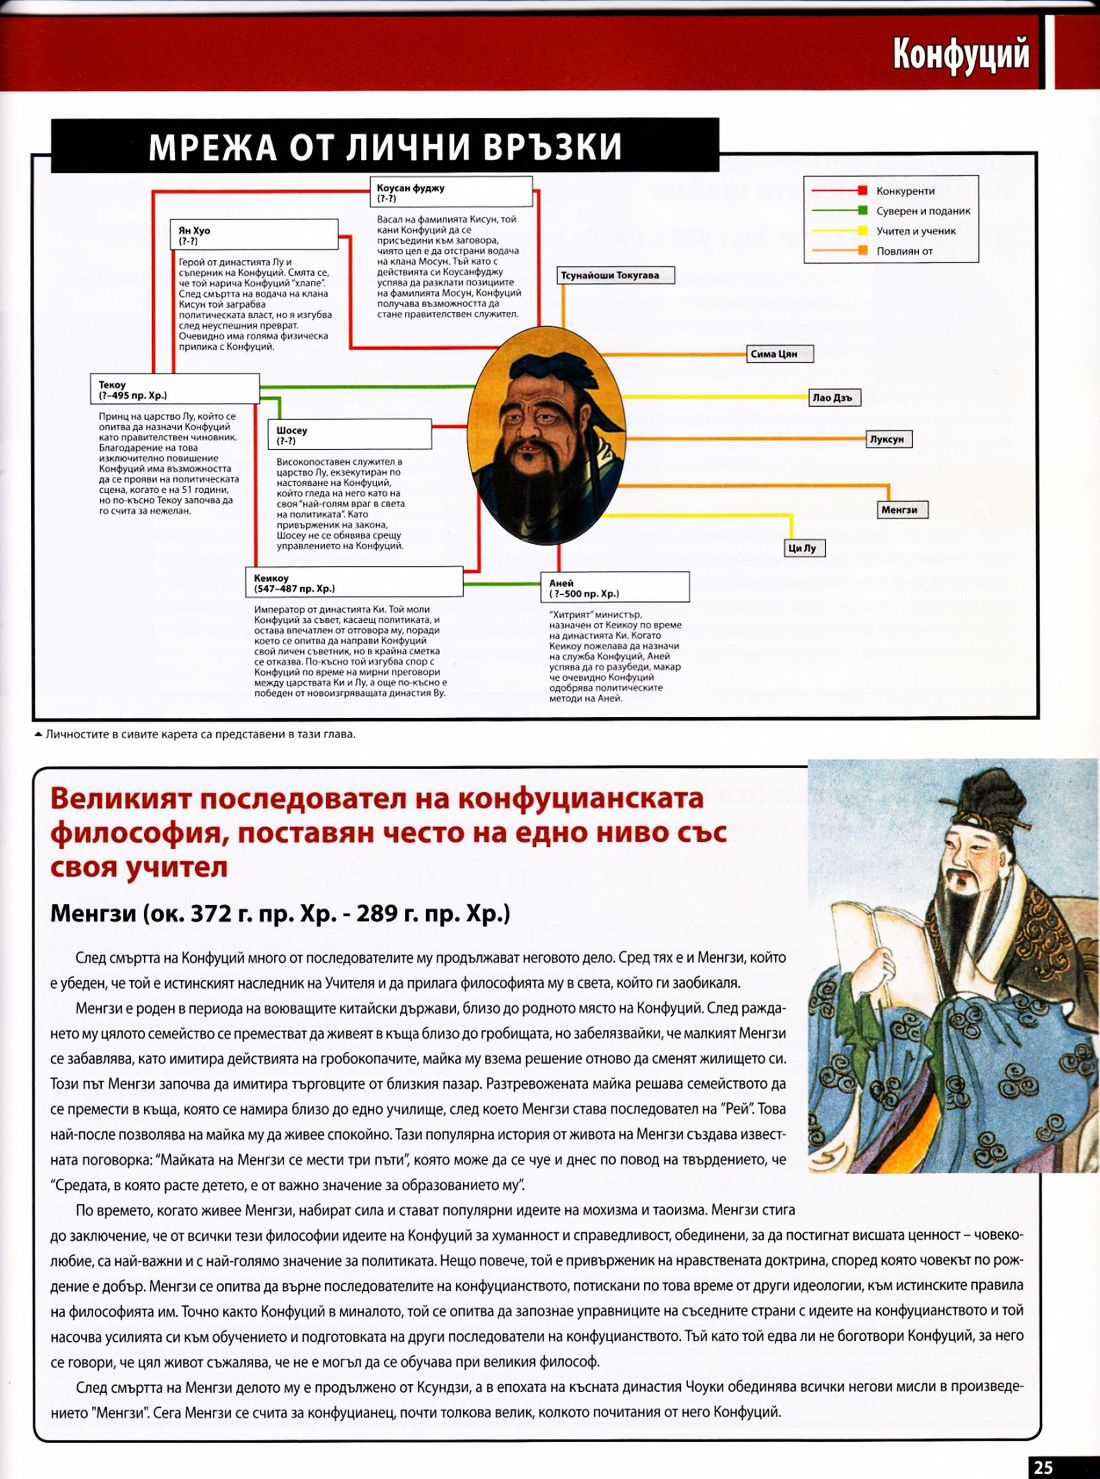 Конфуций
МРЕЖА ОТ ЛИЧНИ ВРЪЗКИ
Коусан фуджу
(?-?)
Васал на фамилията Кисун, той
кани Конфуций да се
присъедини към заговора,
чиято цел е да отстрани водача
на клана Мосун. Тъй като с
действията си Коусанфуджу
успява да разклати позициите
на фамилията Мосун, Конфуций
получава възможността да
стане правителствен служител.
Конкуренти
Суверен и поданик
Учител и ученик
Повлиян от
Ян Хуо
(?-?)
Герой от династията Лу и
съперник на Конфуций. Смята се,
че той нарича Конфуций "хлапе".
След смъртта на водача на клана
Кисун той заграбва
политическата власт, но я изгубва
след неуспешния преврат.
Очевидно има голяма физическа
прилика с Конфуций.
Тсунайоши Токугава
Сима Цян
Лао Дзъ
Луксун
Менгзи
Ци Лу
Текоу
(?–495 пр. Хр.)
Принц на царство Лу, който се
опитва да назначи Конфуций
като правителствен чиновник.
Благодарение на това
изключително повишение
Конфуций има възможността
да се прояви на политическата
сцена, когато е на 51 години,
но по-късно Текоу започва да
го счита за нежелан.
Шосеу
(?-?)
Високопоставен служител в
царство Лу, екзекутиран по
настояване на Конфуций,
който гледа на него като на
своя "най-голям враг в света
на политиката". Като
привърженик на закона,
Шосеу не се обявява срещу
управлението на Конфуций.
Кеикоу
(547–487 пр. Хр.)
Император от династията Ки. Той моли
Конфуций за съвет, касаещ политиката, и
остава впечатлен от отговора му, поради
което се опитва да направи Конфуций
свой личен съветник, но в крайна сметка
се отказва. По-късно той изгубва спор с
Конфуций по време на мирни преговори
между царствата Ки и Лу, а още по-късно е
победен от новоизгряващата династия Ву.
Аней
( ?–500 пр. Хр.)
"Хитрият" министър,
назначен от Кеикоу по време
на династията Ки. Когато
Кеикоу пожелава да назначи
на служба Конфуций, Аней
успява да го разубеди, макар
че очевидно Конфуций
одобрява политическите
методи на Аней.
Личностите в сивите карета са представени в тази глава.
Великият последовател на конфуцианската
философия, поставян често на едно ниво със
своя учител
Менгзи (ок. 372 г. пр. Хр. - 289 г. пр. Хр.)
След смъртта на Конфуций много от последователите му продължават неговото дело. Сред тях е и Менгзи, който
е убеден, че той е истинският наследник на Учителя и да прилага философията му в света, който ги заобикаля.
Менгзи е роден в периода на воюващите китайски държави, близо до родното място на Конфуций. След ражда-
нето му цялото семейство се преместват да живеят в къща близо до гробищата, но забелязвайки, че малкият Менгзи
се забавлява, като имитира действията на гробокопачите, майка му взема решение отново да сменят жилището си.
Този път Менгзи започва да имитира търговците от близкия пазар. Разтревожената майка решава семейството да
се премести в къща, която се намира близо до едно училище, след което Менгзи става последовател на "Рей". Това
най-после позволява на майка му да живее спокойно. Тази популярна история от живота на Менгзи създава извест-
ната поговорка: "Майката на Менгзи се мести три пъти", която може да се чуе и днес по повод на твърдението, че
"Средата, в която расте детето, е от важно значение за образованието му".
По времето, когато живее Менгзи, набират сила и стават популярни идеите на мохизма и таоизма. Менгзи стига
до заключение, че от всички тези философии идеите на Конфуций за хуманност и справедливост, обединени, за да постигнат висшата ценност – човеко-
любие, са най-важни и с най-голямо значение за политиката. Нещо повече, той е привърженик на нравствената доктрина, според която човекът по рож-
дение е добър. Менгзи се опитва да върне последователите на конфуцианството, потискани по това време от други идеологии, към истинските правила
на философията им. Точно както Конфуций в миналото, той се опитва да запознае управниците на съседните страни с идеите на конфуцианството и той
насочва усилията си към обучението и подготовката на други последователи на конфуцианството. Тъй като той едва ли не боготвори Конфуций, за него
се говори, че цял живот съжалява, че не е могъл да се обучава при великия философ.
След смъртта на Менгзи делото му е продължено от Ксундзи, а в епохата на късната династия Чоуки обединява всички негови мисли в произведе-
нието "Менгзи". Сега Менгзи се счита за конфуцианец, почти толкова велик, колкото почитания от него Конфуций.
25